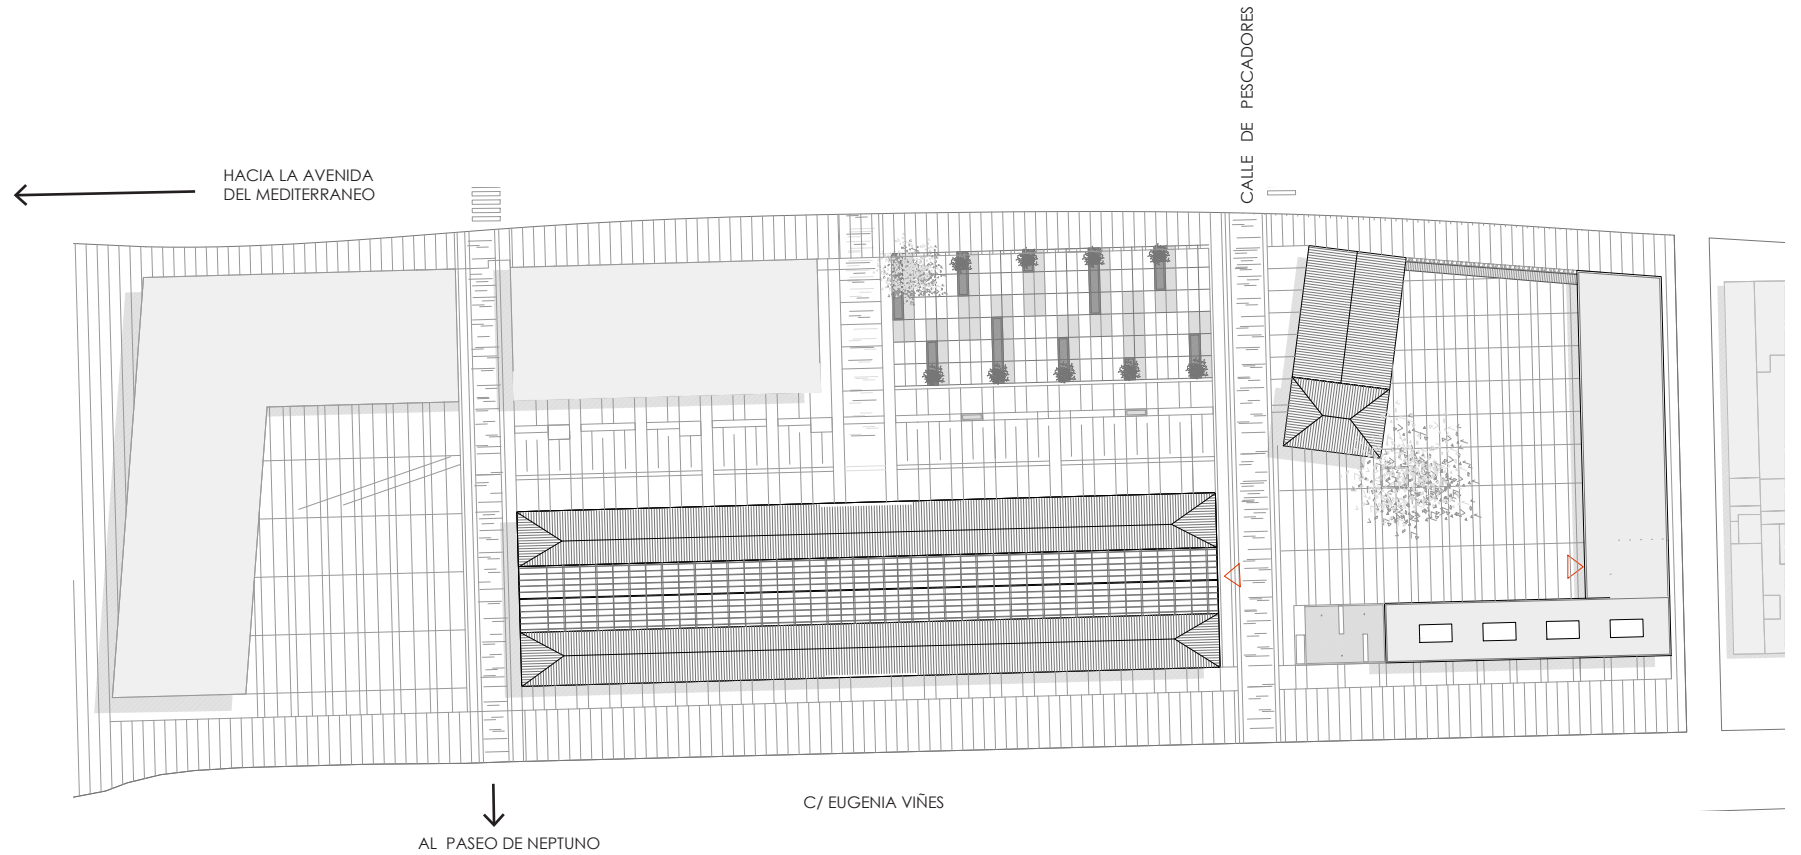 CALLE DE PESCADORES
HACIA LA AVENIDA
DEL MEDITERRANEO
C/ EUGENIA VIÑES
AL PASEO DE NEPTUNO